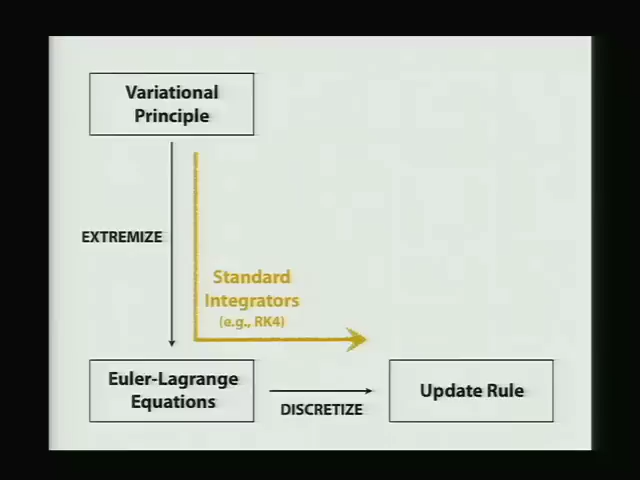 Variational
Principle
EXTREMIZE
Standard
Integrators
(e.g., RK4)
Euler-Lagrange
Equations
DISCRETIZE
Update Rule